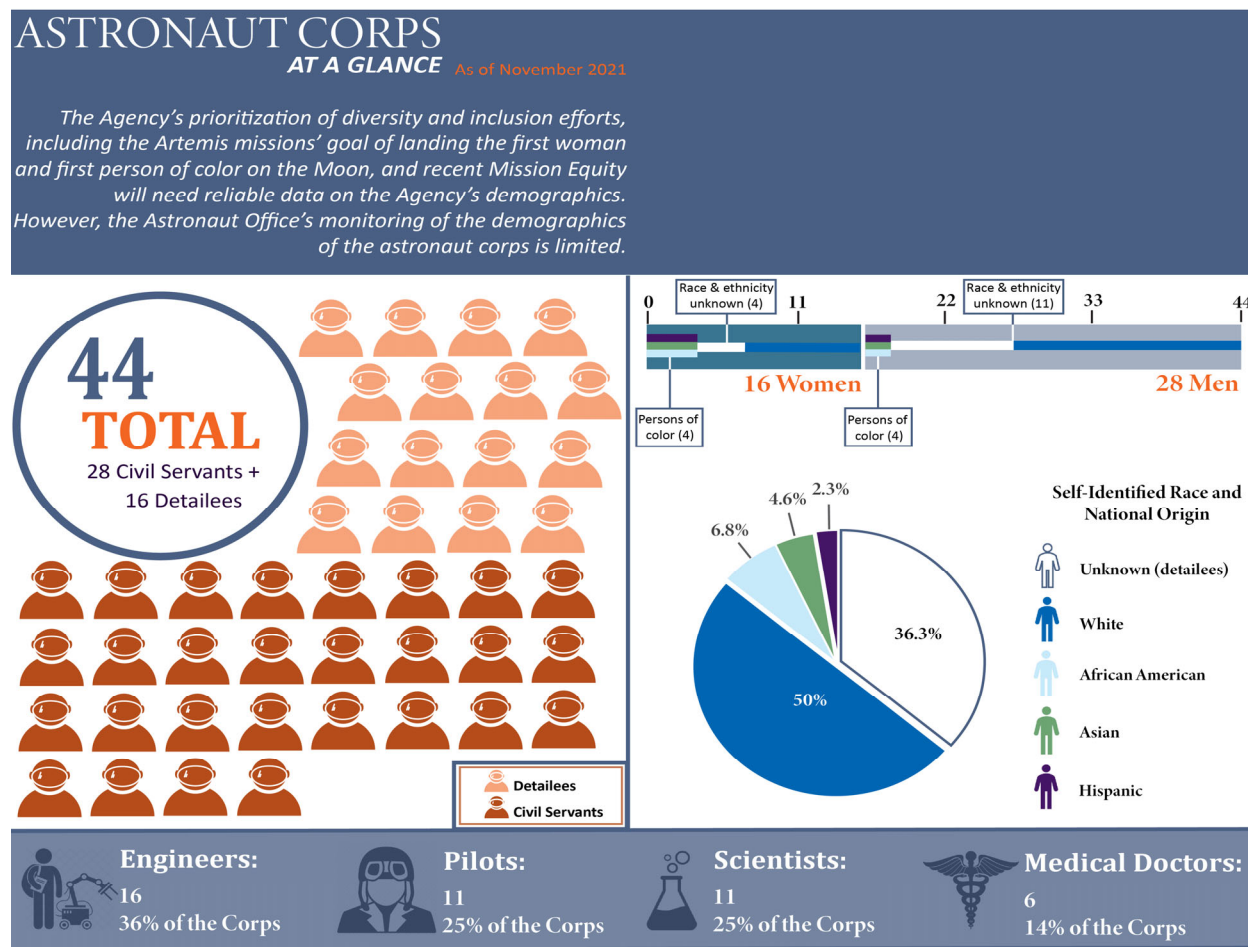 ASTRONAUT CORPS
AT A GLANCE As of November 2021
The Agency's prioritization of diversity and inclusion efforts,
including the Artemis missions' goal of landing the first woman
and first person of color on the Moon, and recent Mission Equity
will need reliable data on the Agency's demographics.
However, the Astronaut Office's monitoring of the demographics
of the astronaut corps is limited.
44
TOTAL
28 Civil Servants +
16 Detailees
Detailees
Civil Servants
0
Race & ethnicity
unknown (4)
11
22
Race & ethnicity
unknown (11)
33
44
16 Women
28 Men
Persons of
color (4)
Persons of
color (4)
2.3%
4.6%
6.8%
36.3%
50%
Self-Identified Race and
National Origin
Unknown (detailees)
White
African American
Asian
Hispanic
Engineers:
16
36% of the Corps
Pilots:
11
25% of the Corps
Scientists:
11
25% of the Corps
Medical Doctors:
6
14% of the Corps